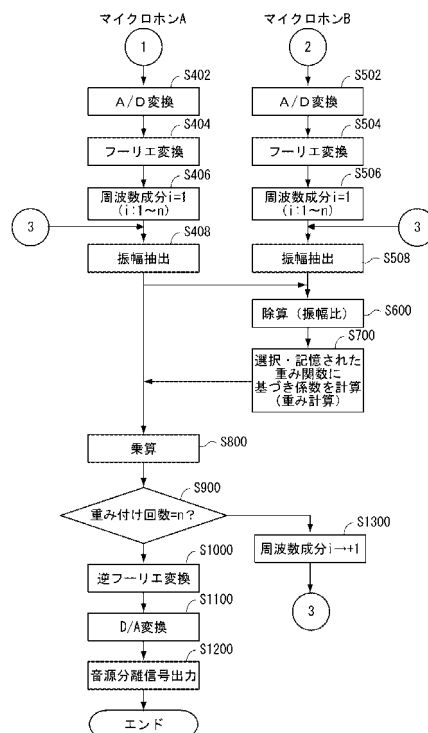 マイクロホンA
マイクロホンB
1
2
S402
A/D変換
S502
A/D変換
S404
フーリエ変換
S504
フーリエ変換
S406
周波数成分i=1
(i:1~n)
S506
周波数成分i=1
(i:1~n)
3
3
S408
振幅抽出
S508
振幅抽出
S600
除算(振幅比)
S700
選択・記憶された
重み関数に
基づき係数を計算
(重み計算)
S800
乗算
S900
重み付け回数=n?
S1300
周波数成分i→+1
3
S1000
逆フーリエ変換
S1100
D/A変換
S1200
音源分離信号出力
エンド